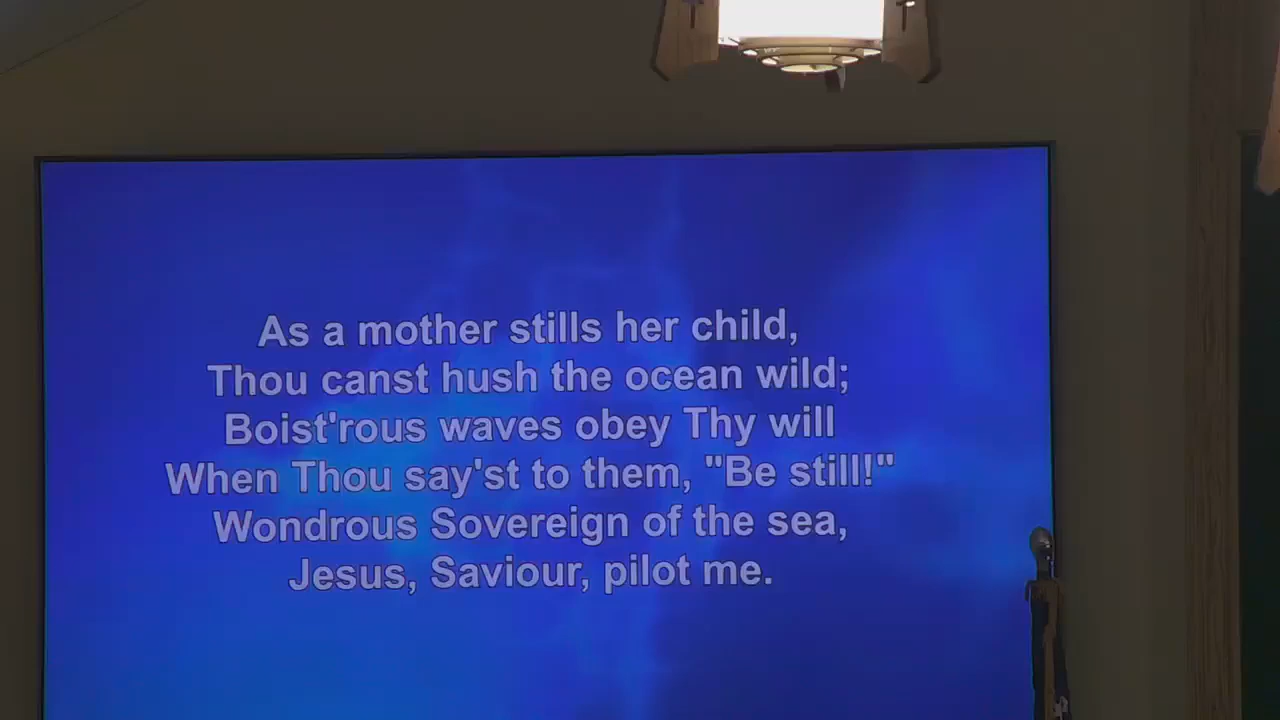 As a mother stills her child,
Thou canst hush the ocean wild;
Boist'rous waves obey Thy will
When Thou say'st to them, "Be still!"
Wondrous Sovereign of the sea,
Jesus, Saviour, pilot me.